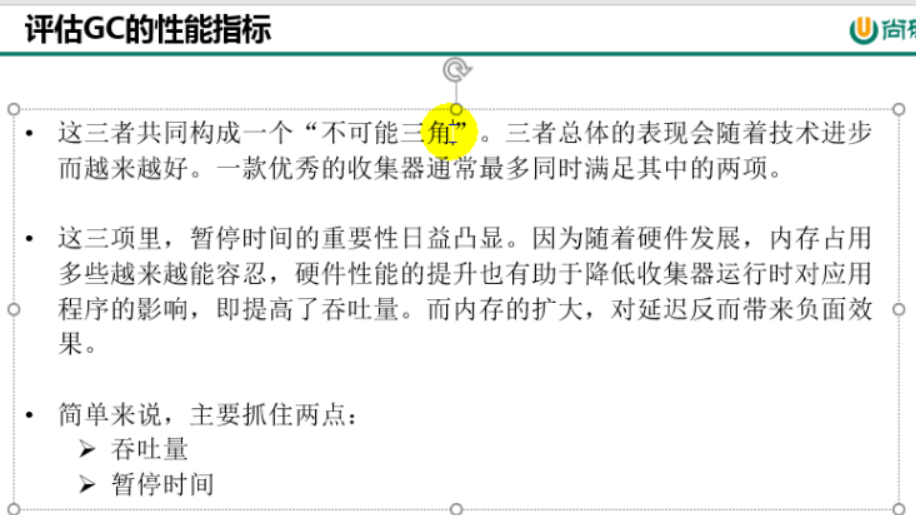 评估GC的性能指标
尚硅
• 这三者共同构成一个“不可能三角”。三者总体的表现会随着技术进步
而越来越好。一款优秀的收集器通常最多同时满足其中的两项。
• 这三项里，暂停时间的重要性日益凸显。因为随着硬件发展，内存占用
多些越来越能容忍，硬件性能的提升也有助于降低收集器运行时对应用
程序的影响，即提高了吞吐量。而内存的扩大，对延迟反而带来负面效
果。
• 简单来说，主要抓住两点：
➢ 吞吐量
➢ 暂停时间